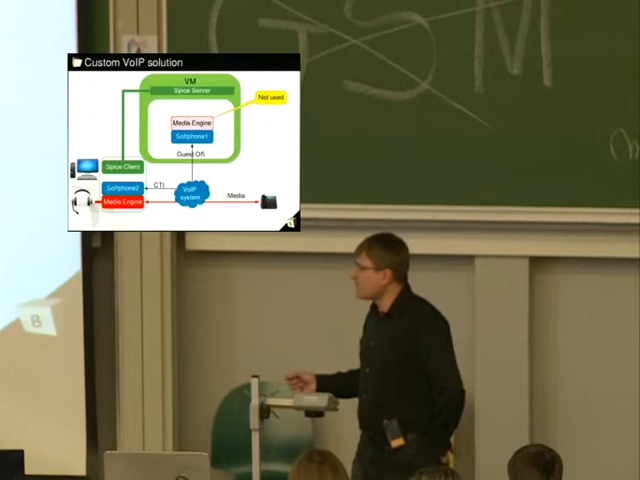 GSM
Custom VoIP solution
VM
Spice Server
Not used
Media Engine
Softphone1
Guest OS
Spice Client
Softphone2
CTI
VoIP
system
Media
Media Engine
8